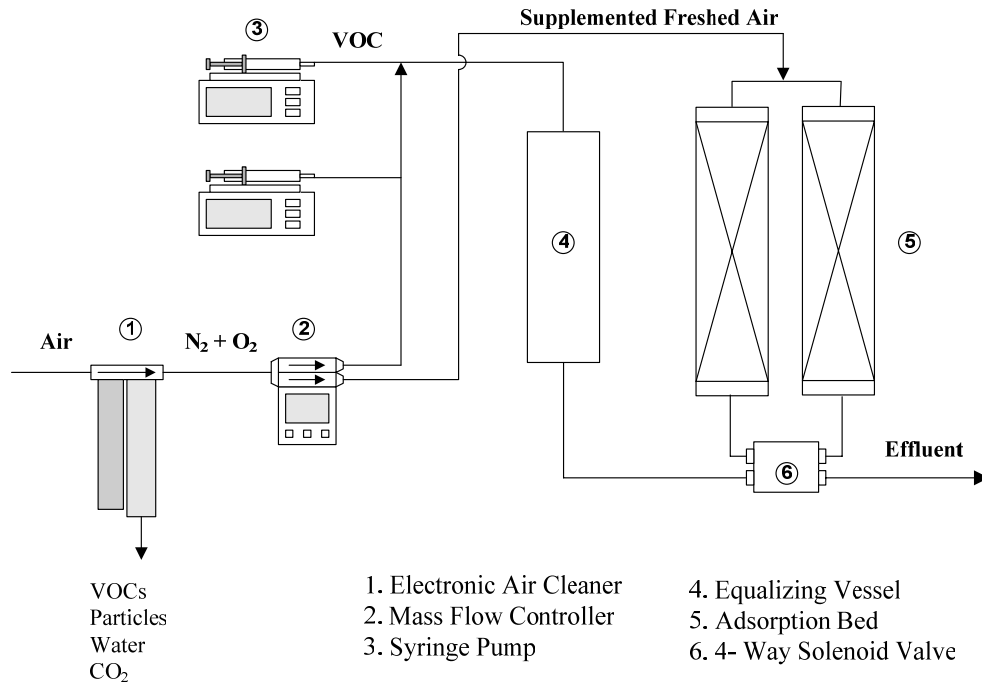 Supplemented Freshed Air
③
VOC
④
⑤
①
②
Air
N₂ + O₂
Effluent
⑥
VOCs
Particles
Water
CO₂
1. Electronic Air Cleaner
2. Mass Flow Controller
3. Syringe Pump
4. Equalizing Vessel
5. Adsorption Bed
6. 4- Way Solenoid Valve